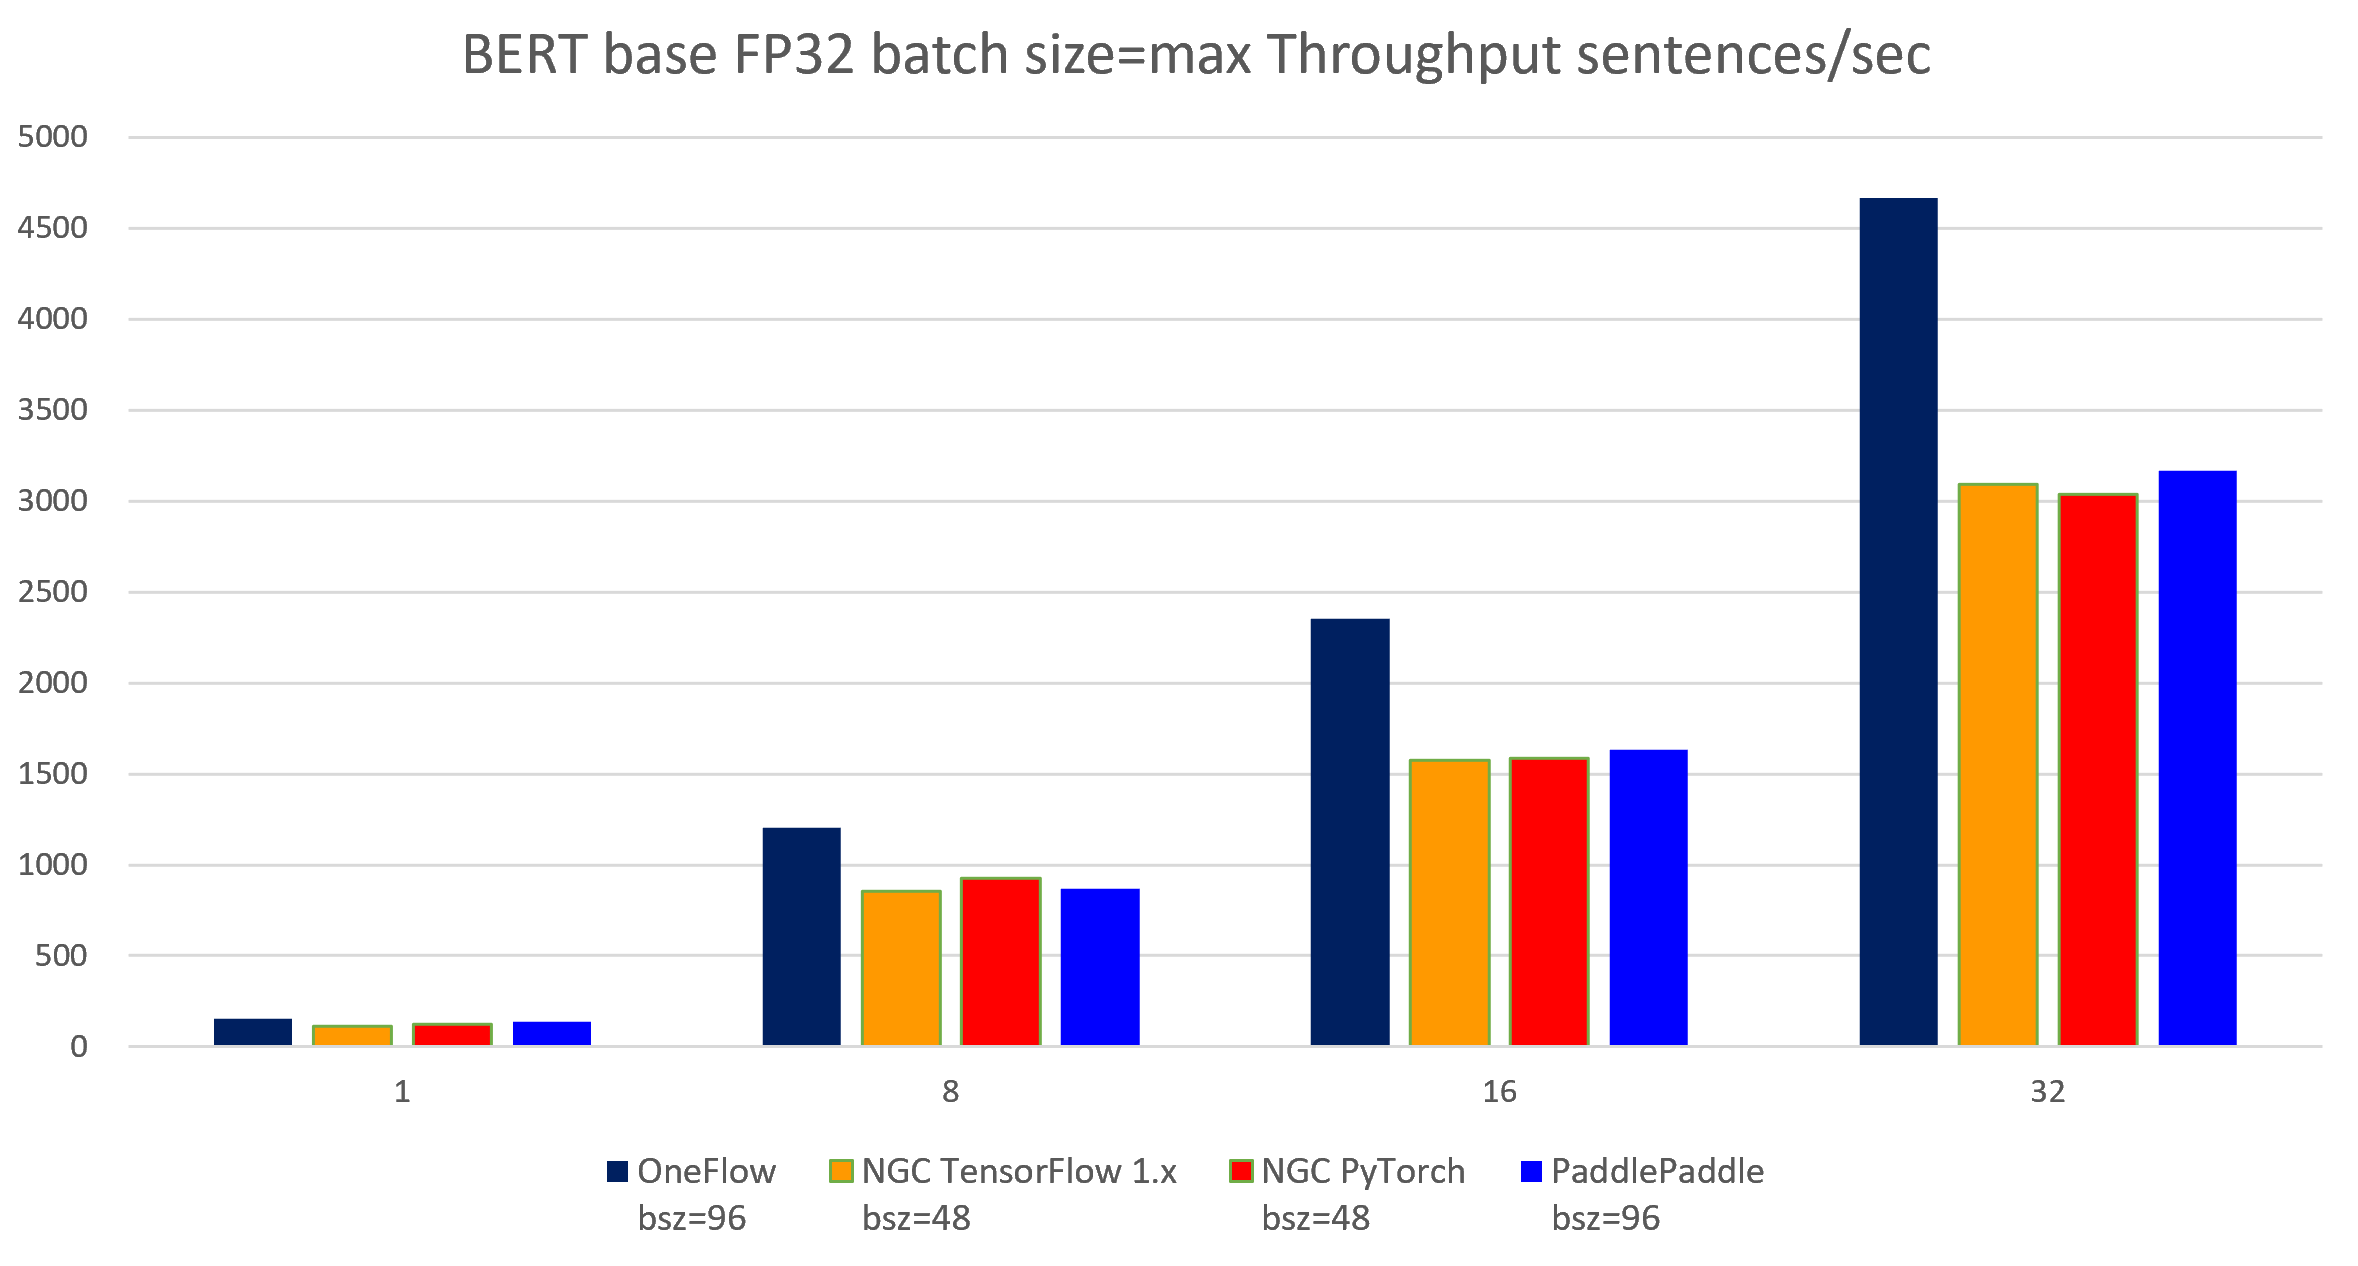 BERT base FP32 batch size=max Throughput sentences/sec
5000
4500
4000
3500
3000
2500
2000
1500
1000
500
0
1 8 16 32
OneFlow NGC TensorFlow 1.x NGC PyTorch PaddlePaddle
bsz=96 bsz=48 bsz=48 bsz=96